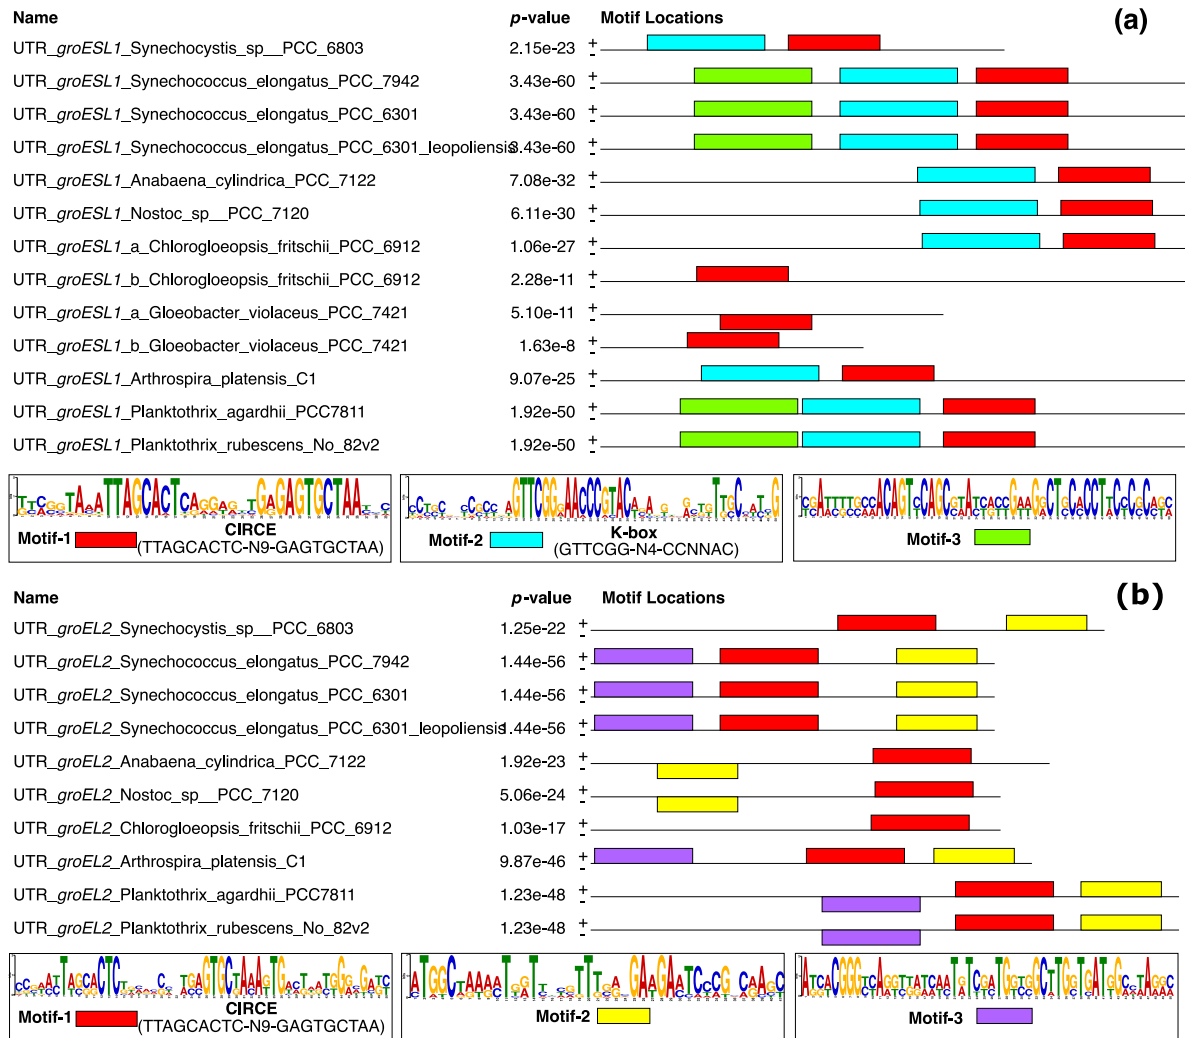 Name p-value Motif Locations (a)
UTR_groESL1_Synechocystis_sp__PCC_6803 2.15e-23 + -
UTR_groESL1_Synechococcus_elongatus_PCC_7942 3.43e-60 + -
UTR_groESL1_Synechococcus_elongatus_PCC_6301 3.43e-60 + -
UTR_groESL1_Synechococcus_elongatus_PCC_6301_leopoliensis 3.43e-60 + -
UTR_groESL1_Anabaena_cylindrica_PCC_7122 7.08e-32 + -
UTR_groESL1_Nostoc_sp__PCC_7120 6.11e-30 + -
UTR_groESL1_a_Chlorogloeopsis_fritschii_PCC_6912 1.06e-27 + -
UTR_groESL1_b_Chlorogloeopsis_fritschii_PCC_6912 2.28e-11 + -
UTR_groESL1_a_Gloeobacter_violaceus_PCC_7421 5.10e-11 + -
UTR_groESL1_b_Gloeobacter_violaceus_PCC_7421 1.63e-8 + -
UTR_groESL1_Arthrospira_platensis_C1 9.07e-25 + -
UTR_groESL1_Planktothrix_agardhii_PCC7811 1.92e-50 + -
UTR_groESL1_Planktothrix_rubescens_No_82v2 1.92e-50 + -
Motif-1 CIRCE
(TTAGCACTC-N9-GAGTGCTAA)
Motif-2 K-box
(GTTCGG-N4-CCNNAC)
Motif-3
Name p-value Motif Locations (b)
UTR_groEL2_Synechocystis_sp__PCC_6803 1.25e-22 + -
UTR_groEL2_Synechococcus_elongatus_PCC_7942 1.44e-56 + -
UTR_groEL2_Synechococcus_elongatus_PCC_6301 1.44e-56 + -
UTR_groEL2_Synechococcus_elongatus_PCC_6301_leopoliensis 1.44e-56 + -
UTR_groEL2_Anabaena_cylindrica_PCC_7122 1.92e-23 + -
UTR_groEL2_Nostoc_sp__PCC_7120 5.06e-24 + -
UTR_groEL2_Chlorogloeopsis_fritschii_PCC_6912 1.03e-17 + -
UTR_groEL2_Arthrospira_platensis_C1 9.87e-46 + -
UTR_groEL2_Planktothrix_agardhii_PCC7811 1.23e-48 + -
UTR_groEL2_Planktothrix_rubescens_No_82v2 1.23e-48 + -
Motif-1 CIRCE
(TTAGCACTC-N9-GAGTGCTAA)
Motif-2
Motif-3